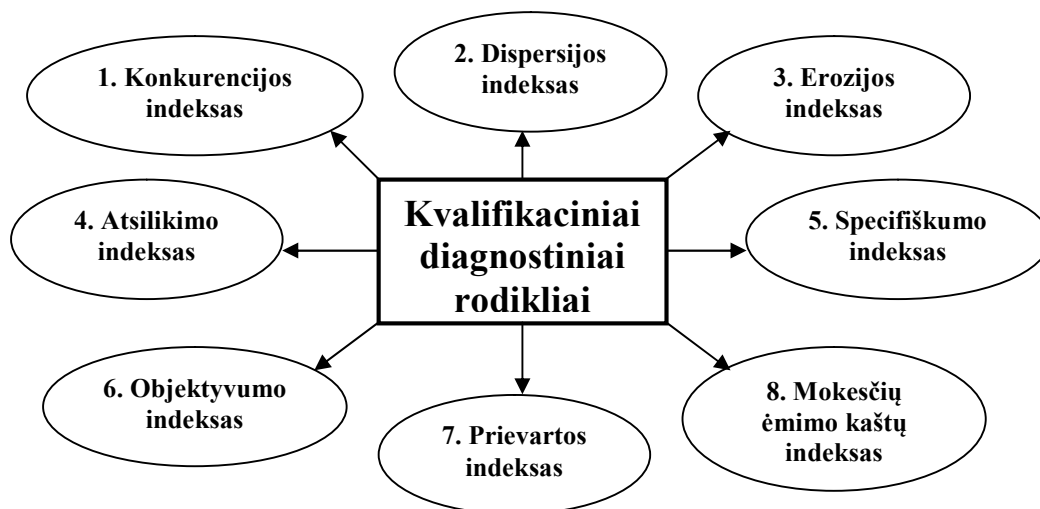 1. Konkurencijos
indeksas
2. Dispersijos
indeksas
3. Erozijos
indeksas
4. Atsilikimo
indeksas
Kvalifikaciniai
diagnostiniai
rodikliai
5. Specifiškumo
indeksas
6. Objektyvumo
indeksas
7. Prievartos
indeksas
8. Mokesčių
ėmimo kaštų
indeksas